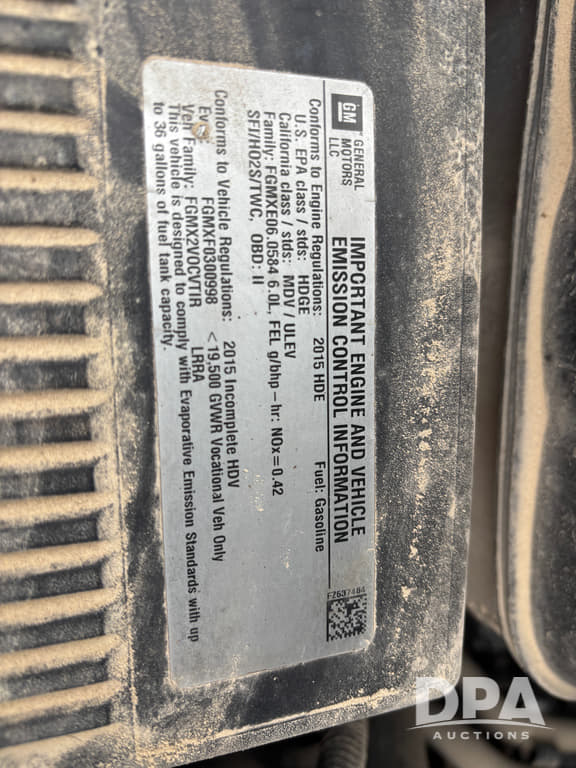 GM
GENERAL
MOTORS
LLC
IMPORTANT ENGINE AND VEHICLE
EMISSION CONTROL INFORMATION
Conforms to Engine Regulations: 2015 HDE Fuel: Gasoline
U.S. EPA class / stds: HDGE
California class / stds: MDV / ULEV
Family: FGMXE06.0584 6.0L, FEL g/bhp-hr: NOx=0.42
SFI/HO2S/TWC, OBD: II
FZ637484
Conforms to Vehicle Regulations: 2015 Incomplete HDV
FGMXF0300998 <19,500 GVWR Vocational Veh Only
Veh Family: FGMX2VOCVTIR LRRA
This vehicle is designed to comply with Evaporative Emission Standards with up
to 36 gallons of fuel tank capacity.
DPA
AUCTIONS